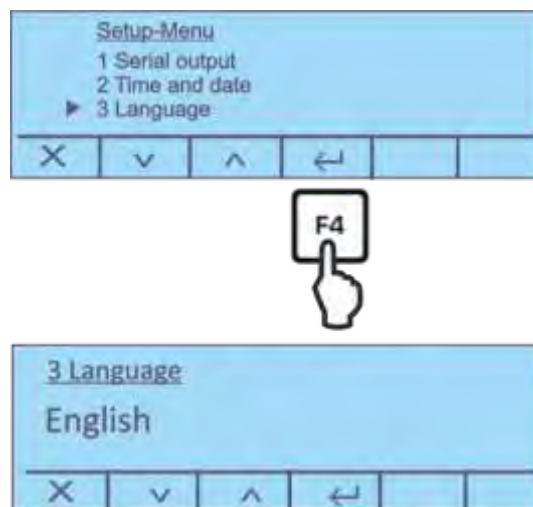 Setup-Menu
1 Serial output
2 Time and date
▶ 3 Language
F4
3 Language
English